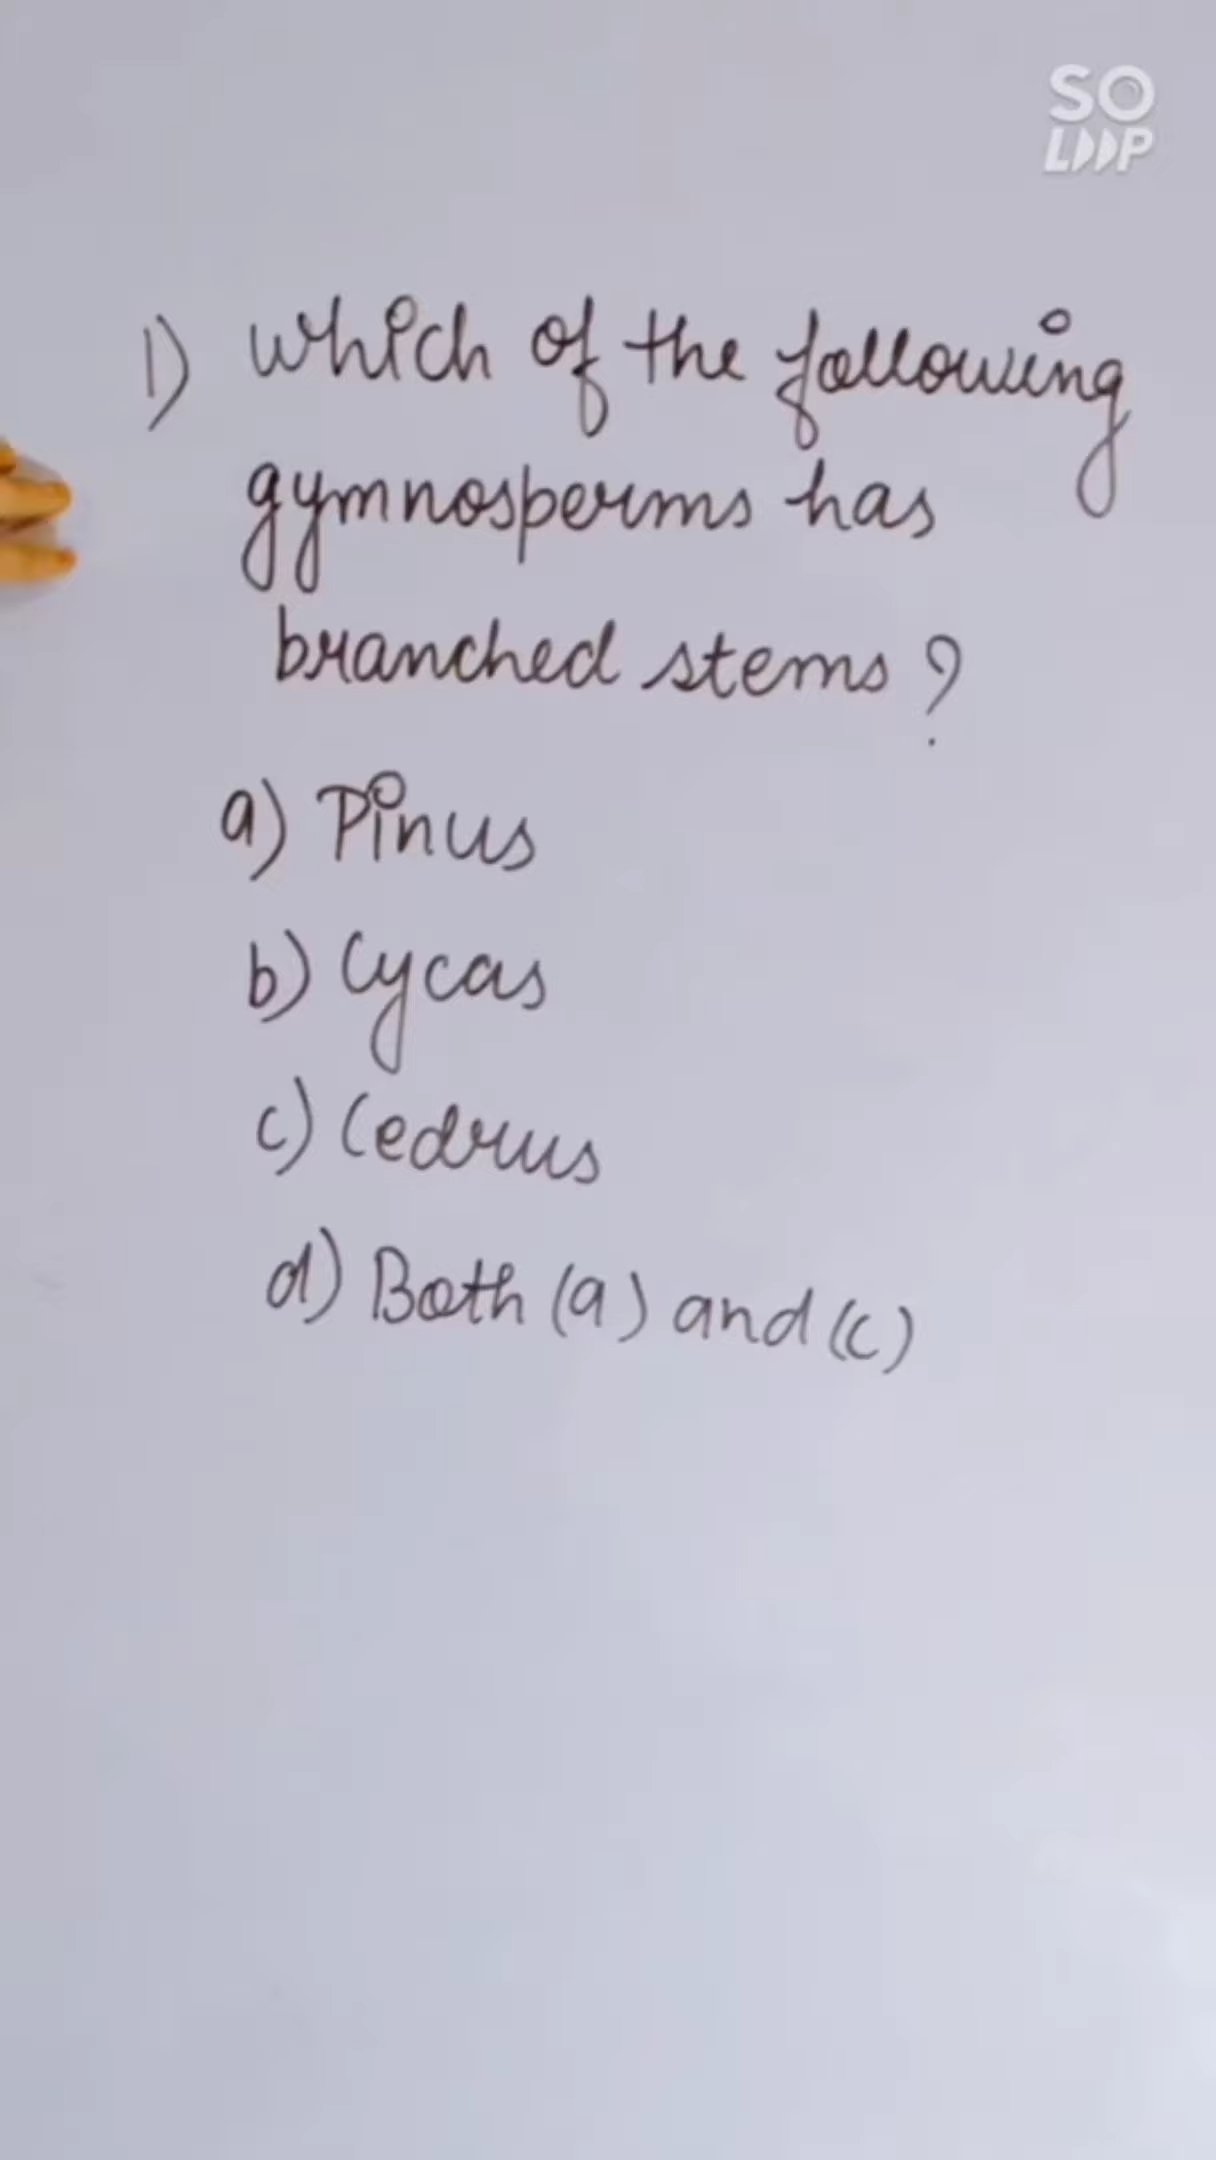 SO
LOOP
1) which of the following
gymnosperms has
branched stems ?
a) Pinus
b) Cycas
c) Cedrus
d) Both (a) and (c)